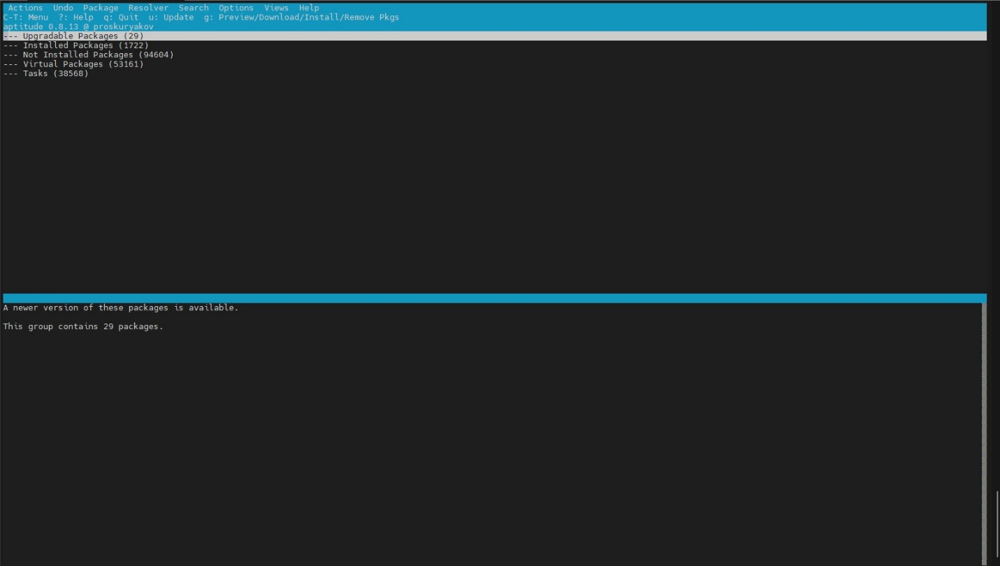 Actions  Undo  Package  Resolver  Search  Options  Views  Help
C-T: Menu  ?: Help  q: Quit  u: Update  g: Preview/Download/Install/Remove Pkgs
aptitude 0.8.13 @ proskuryakov
--- Upgradable Packages (29)
--- Installed Packages (1722)
--- Not Installed Packages (94604)
--- Virtual Packages (53161)
--- Tasks (38568)
A newer version of these packages is available.
This group contains 29 packages.